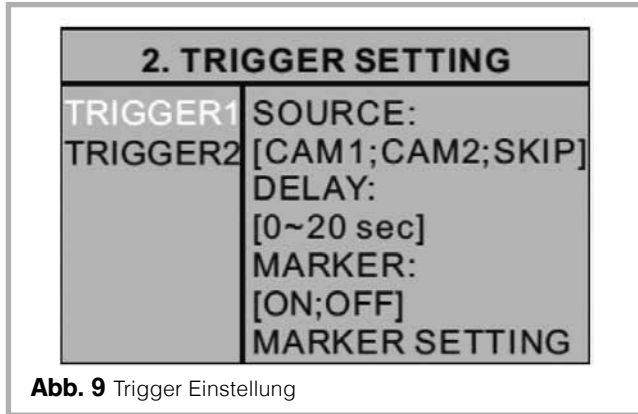 2. TRIGGER SETTING
TRIGGER1
TRIGGER2
SOURCE:
[CAM1;CAM2;SKIP]
DELAY:
[0~20 sec]
MARKER:
[ON;OFF]
MARKER SETTING
Abb. 9 Trigger Einstellung